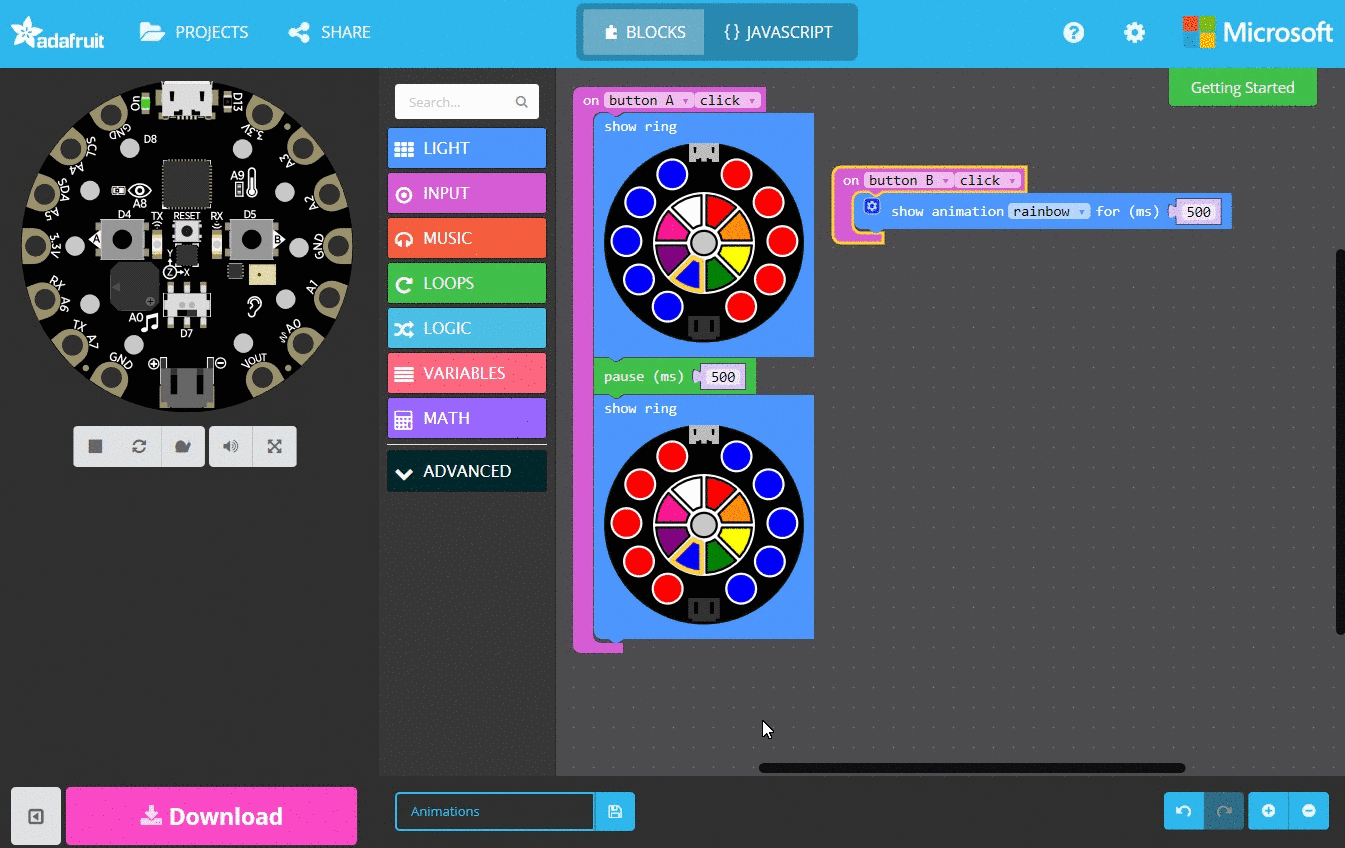 adafruit
PROJECTS
SHARE
BLOCKS
{} JAVASCRIPT
Microsoft
Getting Started
On
D13
GND
3.3V
D8
SCL
A4
A3
A9
SDA
A5
A8
A2
D4
TX
RESET
RX
D5
A
B
3.3V
GND
Y
Z
X
RX
A6
A1
A0
D7
TX
A7
A0
GND
VOUT
Search...
LIGHT
INPUT
MUSIC
LOOPS
LOGIC
VARIABLES
MATH
ADVANCED
on button A click
show ring
pause (ms) 500
show ring
on button B click
show animation rainbow for (ms) 500
Download
Animations